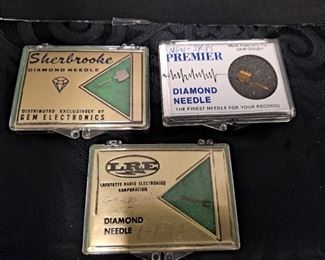 Sherbrooke
DIAMOND NEEDLE
DISTRIBUTED EXCLUSIVELY BY
GEM ELECTRONICS
PREMIER
DIAMOND
NEEDLE
THE FINEST NEEDLE FOR YOUR RECORDS
LRE
LAFAYETTE RADIO ELECTRONICS
CORPORATION
DIAMOND
NEEDLE